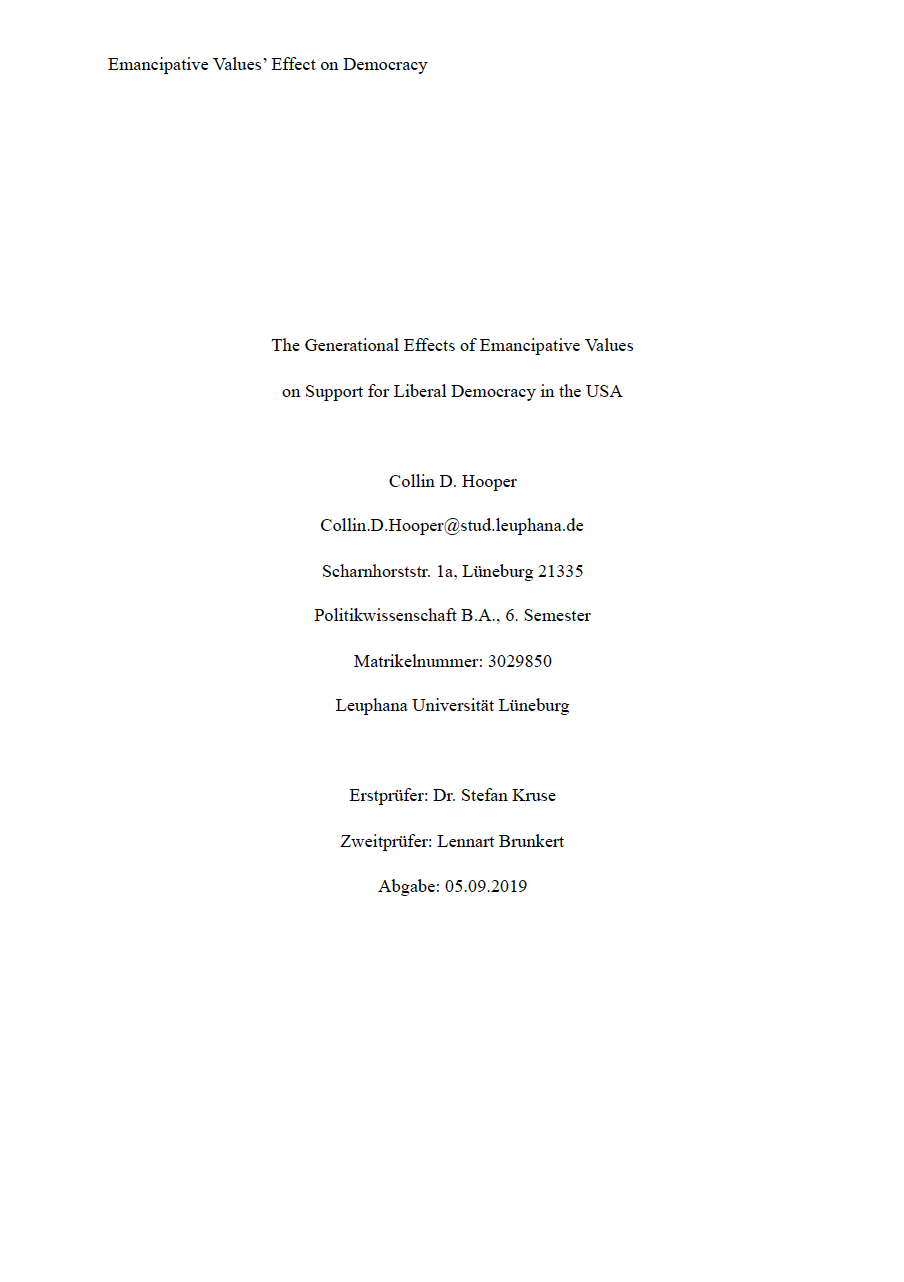 Emancipative Values’ Effect on Democracy
The Generational Effects of Emancipative Values
on Support for Liberal Democracy in the USA
Collin D. Hooper
Collin.D.Hooper@stud.leuphana.de
Scharnhorststr. 1a, Lüneburg 21335
Politikwissenschaft B.A., 6. Semester
Matrikelnummer: 3029850
Leuphana Universität Lüneburg
Erstprüfer: Dr. Stefan Kruse
Zweitprüfer: Lennart Brunkert
Abgabe: 05.09.2019